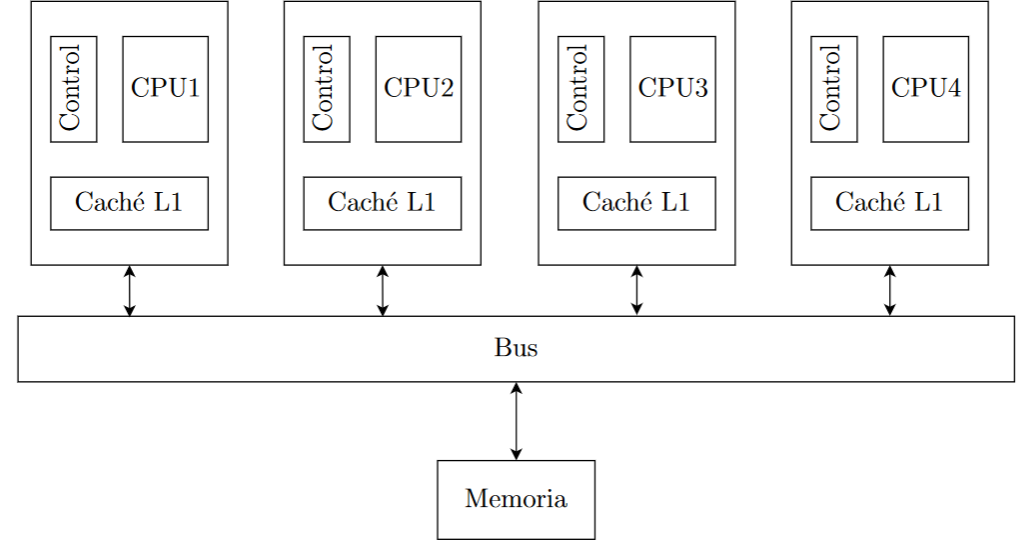 Control
CPU1
Caché L1
Control
CPU2
Caché L1
Control
CPU3
Caché L1
Control
CPU4
Caché L1
Bus
Memoria